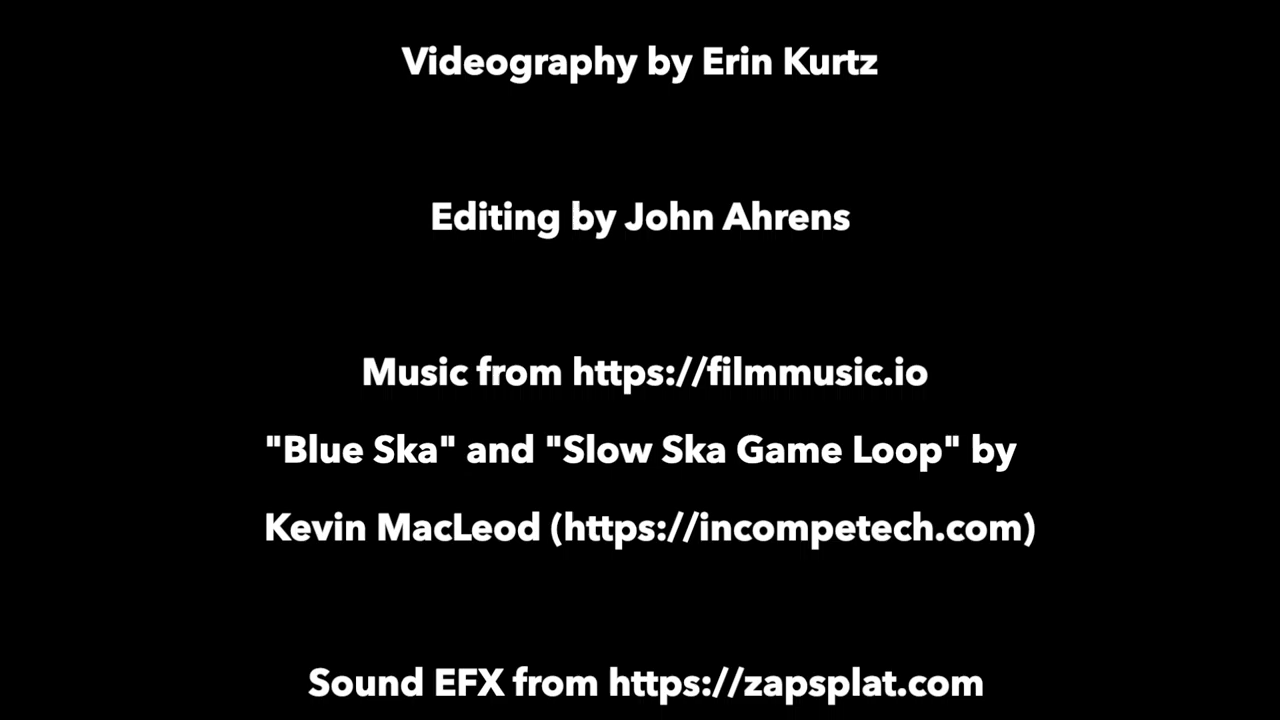 Videography by Erin Kurtz
Editing by John Ahrens
Music from https://filmmusic.io
"Blue Ska" and "Slow Ska Game Loop" by
Kevin MacLeod (https://incompetech.com)
Sound EFX from https://zapsplat.com